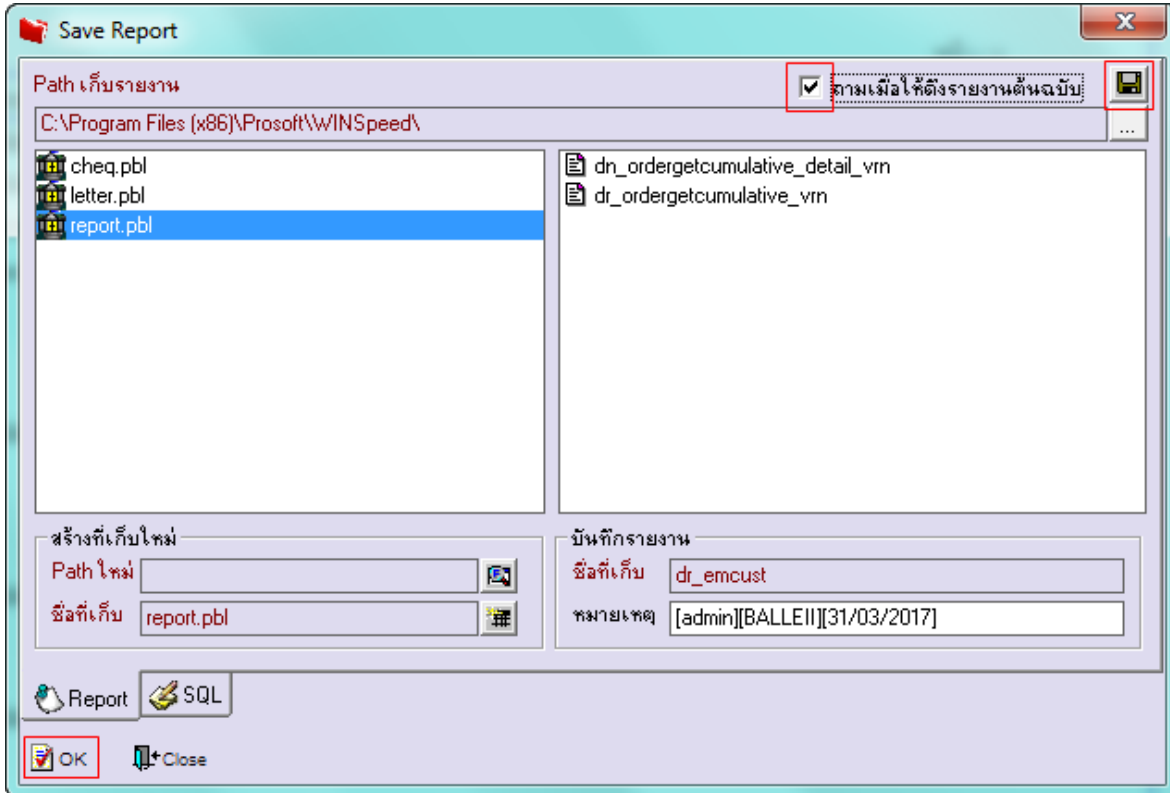 Save Report
Path เก็บรายงาน
ถามเมื่อให้ดึงรายงานต้นฉบับ
C:\Program Files (x86)\Prosoft\WINSpeed\
...
cheq.pbl
letter.pbl
report.pbl
dn_ordergetcumulative_detail_vrn
dr_ordergetcumulative_vrn
สร้างที่เก็บใหม่
Path ใหม่
ชื่อที่เก็บ report.pbl
บันทึกรายงาน
ชื่อที่เก็บ dr_emcust
หมายเหตุ [admin][BALLEII][31/03/2017]
Report SQL
OK Close